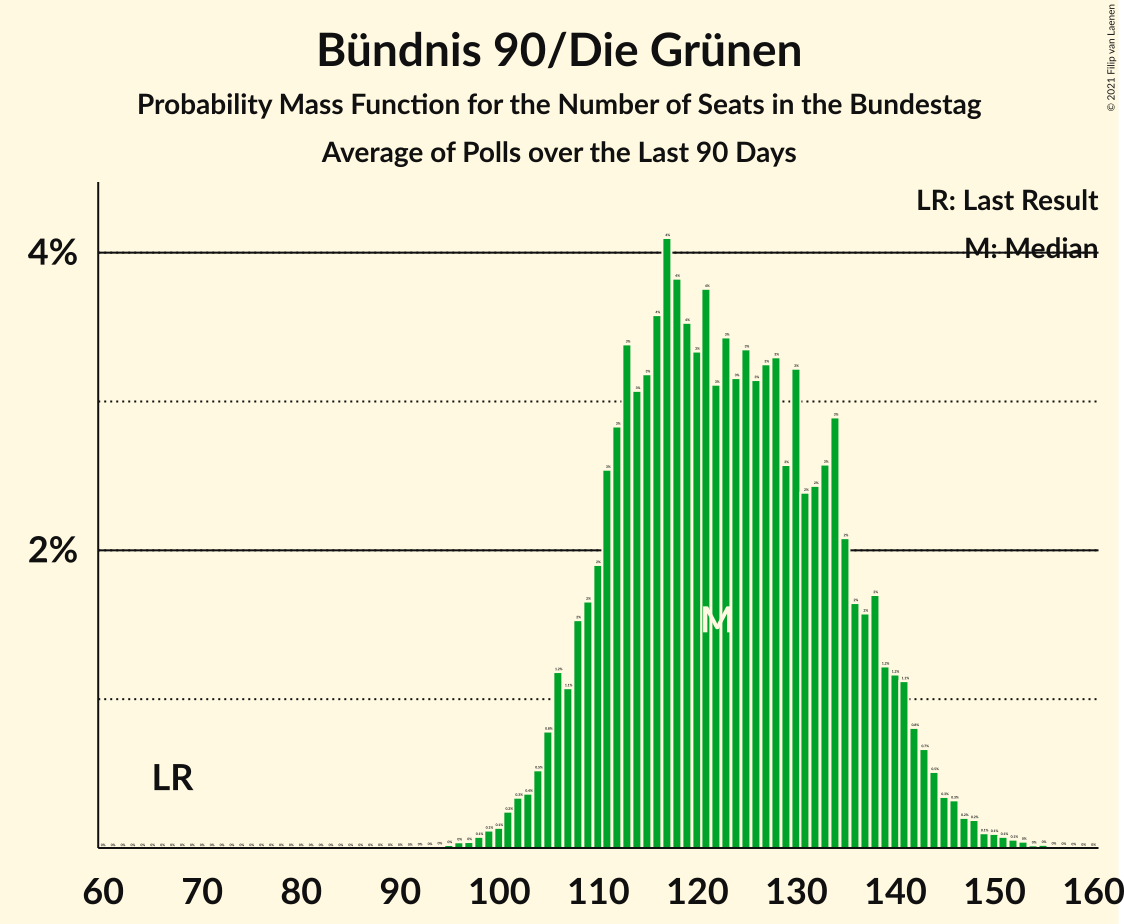 Bündnis 90/Die Grünen
Probability Mass Function for the Number of Seats in the Bundestag
Average of Polls over the Last 90 Days
© 2021 Filip van Laenen
LR: Last Result
M: Median
4%
2%
M
LR
60 70 80 90 100 110 120 130 140 150 160